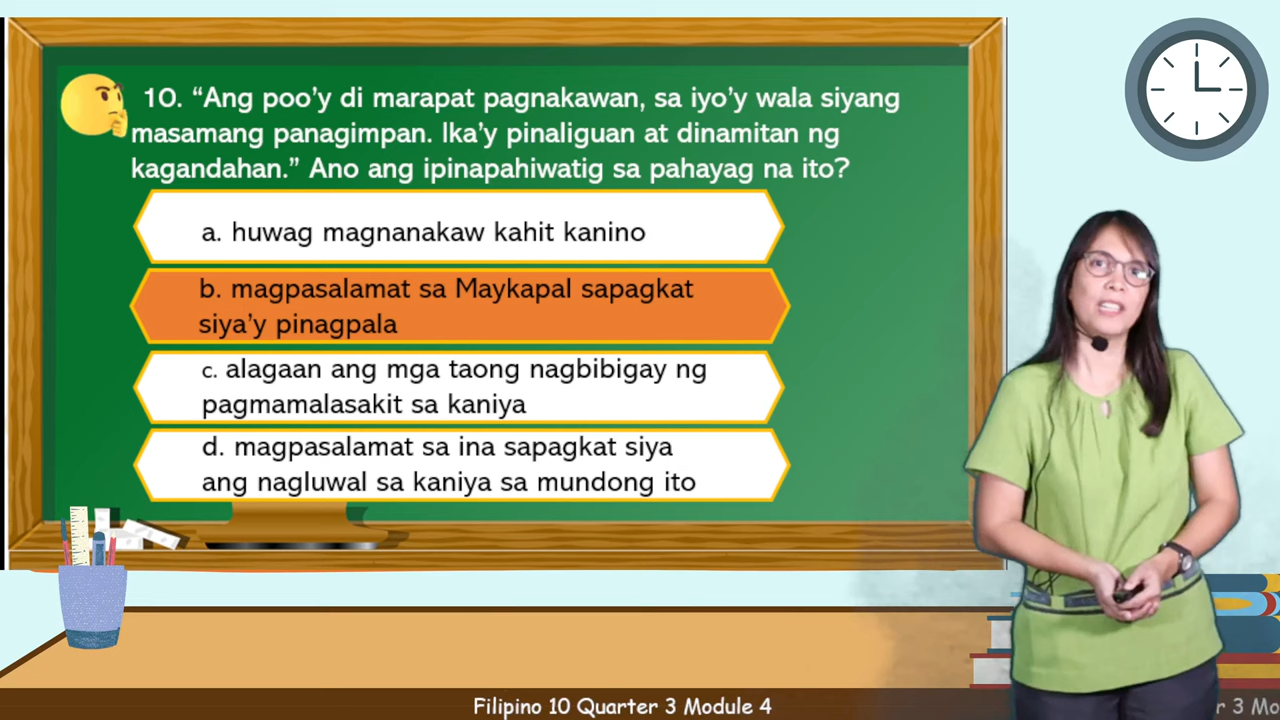 10. “Ang poo’y di marapat pagnakawan, sa iyo’y wala siyang
masamang panagimpan. Ika’y pinaliguan at dinamitan ng
kagandahan.” Ano ang ipinapahiwatig sa pahayag na ito?
a. huwag magnanakaw kahit kanino
b. magpasalamat sa Maykapal sapagkat
siya’y pinagpala
c. alagaan ang mga taong nagbibigay ng
pagmamalasakit sa kaniya
d. magpasalamat sa ina sapagkat siya
ang nagluwal sa kaniya sa mundong ito
Filipino 10 Quarter 3 Module 4
r 3 Mo